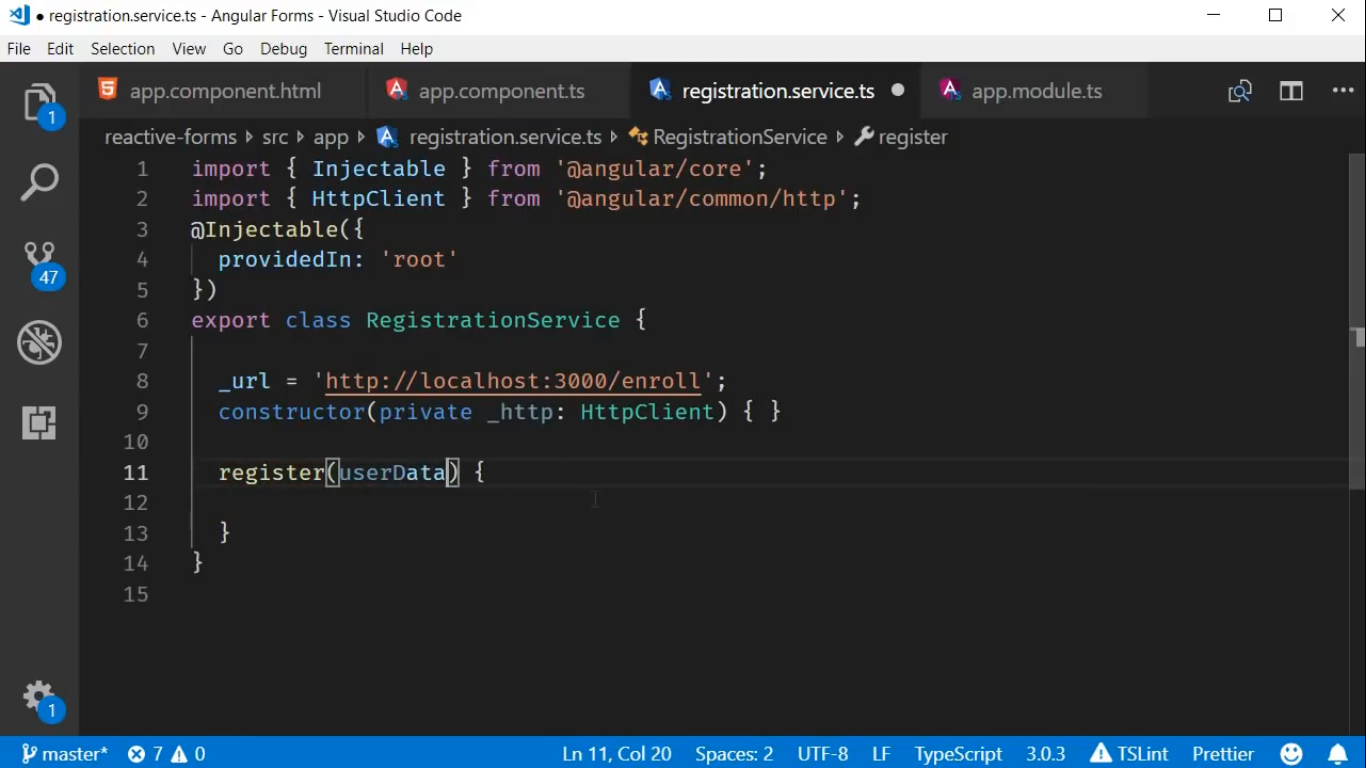 ● registration.service.ts - Angular Forms - Visual Studio Code
File Edit Selection View Go Debug Terminal Help
app.component.html app.component.ts registration.service.ts ● app.module.ts
1
reactive-forms › src › app › registration.service.ts › RegistrationService › register
1 import { Injectable } from '@angular/core';
2 import { HttpClient } from '@angular/common/http';
3 @Injectable({
4 providedIn: 'root'
47
5 })
6 export class RegistrationService {
7
8 _url = 'http://localhost:3000/enroll';
9 constructor(private _http: HttpClient) { }
10
11 register(userData) {
12
13 }
14 }
15
1
master* 7 0 Ln 11, Col 20 Spaces: 2 UTF-8 LF TypeScript 3.0.3 TSLint Prettier